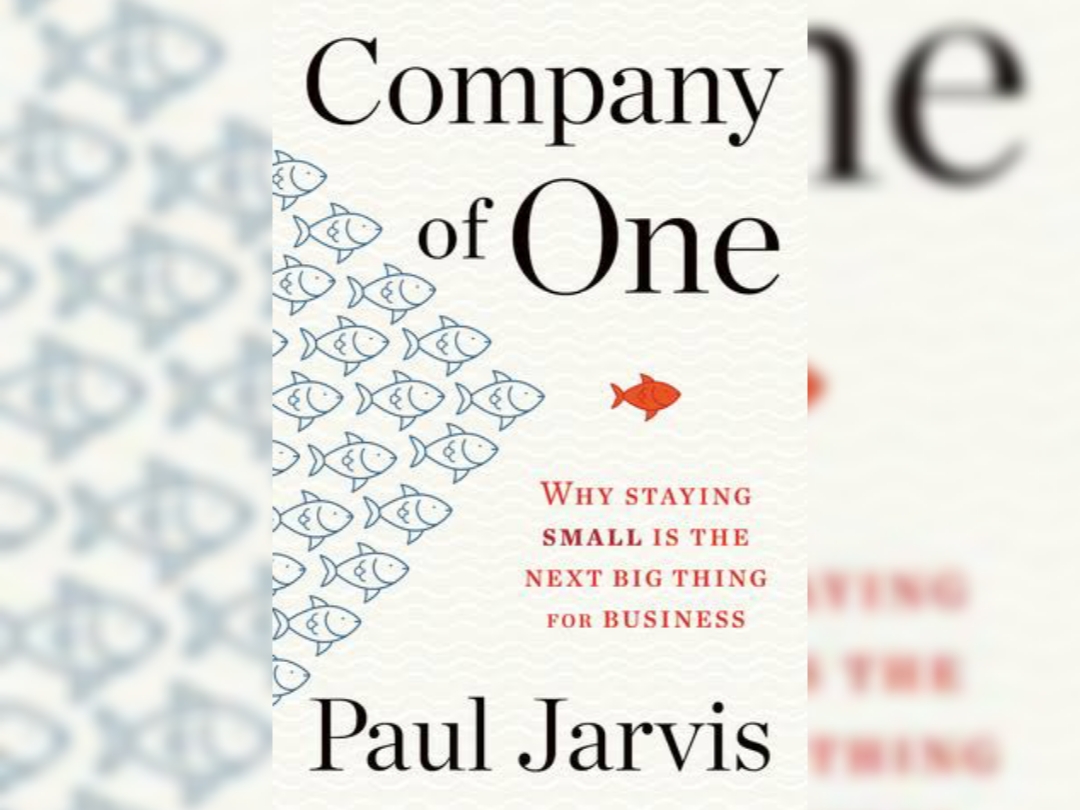 Company
of One
WHY STAYING
SMALL IS THE
NEXT BIG THING
FOR BUSINESS
Paul Jarvis